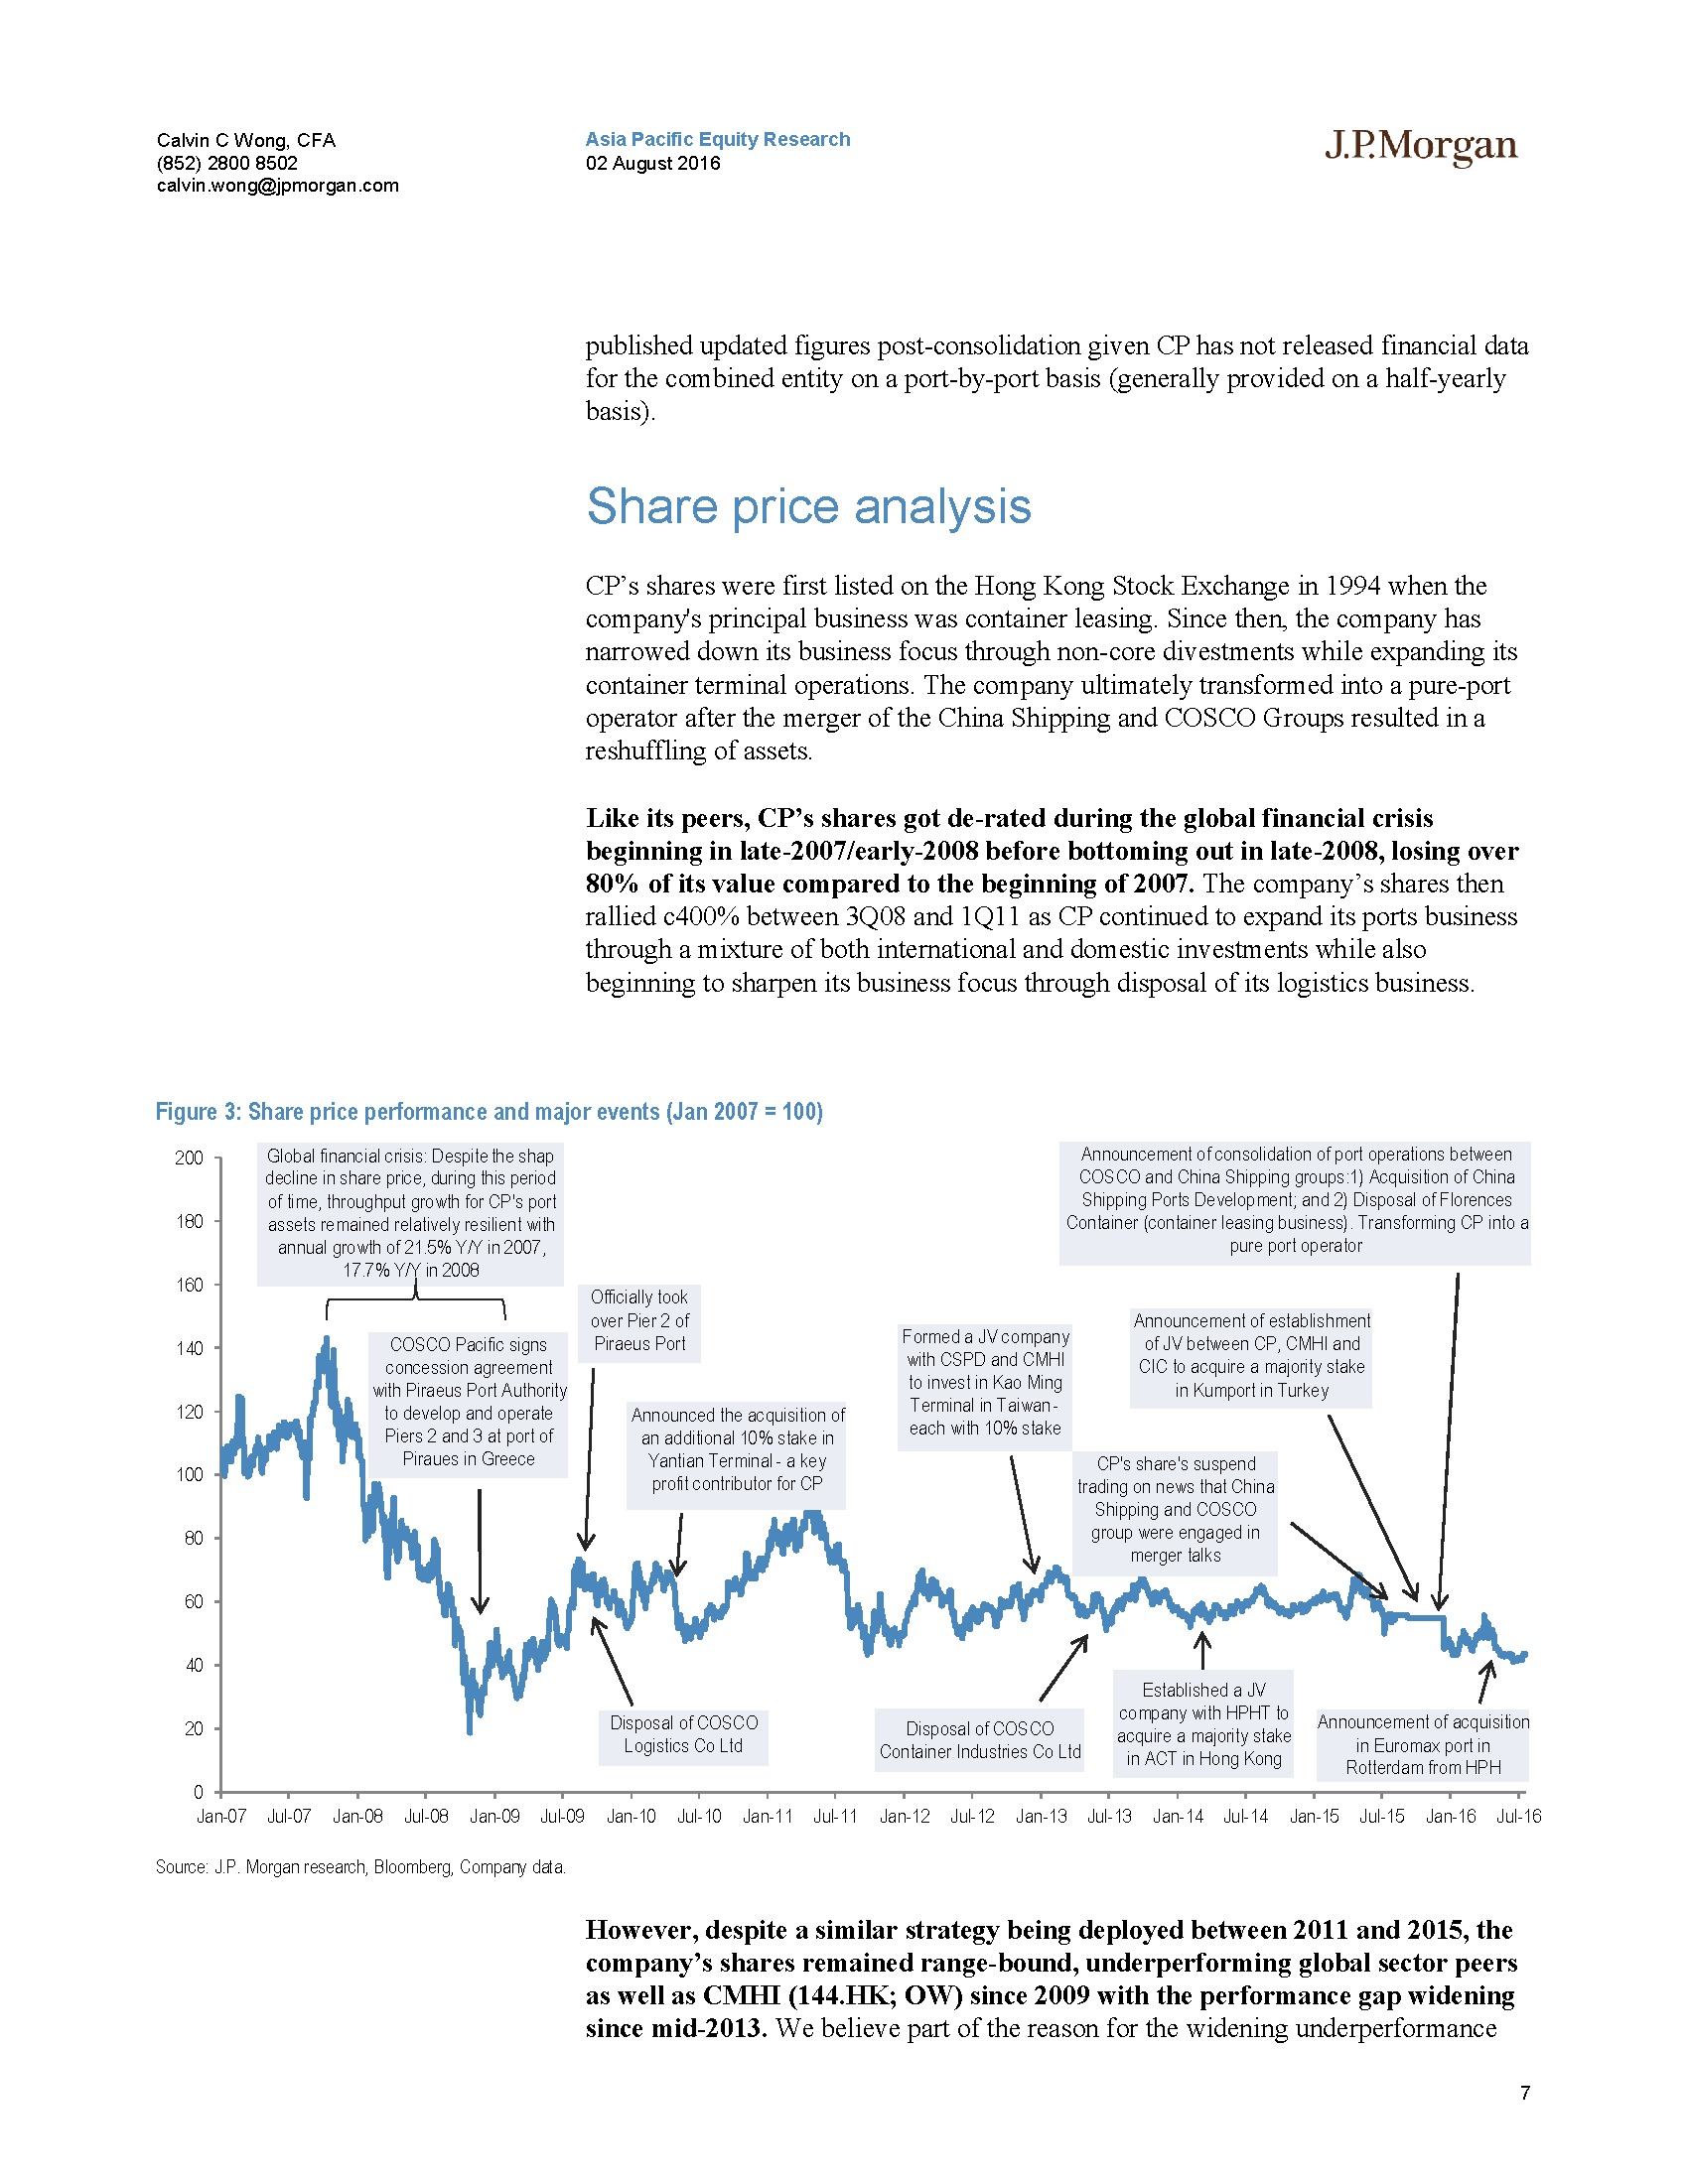 Calvin C Wong, CFA
(852) 2800 8502
calvin.wong@jpmorgan.com
Asia Pacific Equity Research
02 August 2016
J.P.Morgan
published updated figures post-consolidation given CP has not released financial data
for the combined entity on a port-by-port basis (generally provided on a half-yearly
basis).
Share price analysis
CP’s shares were first listed on the Hong Kong Stock Exchange in 1994 when the
company's principal business was container leasing. Since then, the company has
narrowed down its business focus through non-core divestments while expanding its
container terminal operations. The company ultimately transformed into a pure-port
operator after the merger of the China Shipping and COSCO Groups resulted in a
reshuffling of assets.
Like its peers, CP’s shares got de-rated during the global financial crisis
beginning in late-2007/early-2008 before bottoming out in late-2008, losing over
80% of its value compared to the beginning of 2007. The company’s shares then
rallied c400% between 3Q08 and 1Q11 as CP continued to expand its ports business
through a mixture of both international and domestic investments while also
beginning to sharpen its business focus through disposal of its logistics business.
Figure 3: Share price performance and major events (Jan 2007 = 100)
200
180
160
140
120
100
80
60
40
20
0
Global financial crisis: Despite the shap
decline in share price, during this period
of time, throughput growth for CP's port
assets remained relatively resilient with
annual growth of 21.5% Y/Y in 2007,
17.7% Y/Y in 2008
COSCO Pacific signs
concession agreement
with Piraeus Port Authority
to develop and operate
Piers 2 and 3 at port of
Piraues in Greece
Officially took
over Pier 2 of
Piraeus Port
Announced the acquisition of
an additional 10% stake in
Yantian Terminal - a key
profit contributor for CP
Formed a JV company
with CSPD and CMHI
to invest in Kao Ming
Terminal in Taiwan -
each with 10% stake
Announcement of consolidation of port operations between
COSCO and China Shipping groups:1) Acquisition of China
Shipping Ports Development; and 2) Disposal of Florences
Container (container leasing business). Transforming CP into a
pure port operator
Announcement of establishment
of JV between CP, CMHI and
CIC to acquire a majority stake
in Kumport in Turkey
CP's share's suspend
trading on news that China
Shipping and COSCO
group were engaged in
merger talks
Disposal of COSCO
Logistics Co Ltd
Disposal of COSCO
Container Industries Co Ltd
Established a JV
company with HPHT to
acquire a majority stake
in ACT in Hong Kong
Announcement of acquisition
in Euromax port in
Rotterdam from HPH
Jan-07 Jul-07 Jan-08 Jul-08 Jan-09 Jul-09 Jan-10 Jul-10 Jan-11 Jul-11 Jan-12 Jul-12 Jan-13 Jul-13 Jan-14 Jul-14 Jan-15 Jul-15 Jan-16 Jul-16
Source: J.P. Morgan research, Bloomberg, Company data.
However, despite a similar strategy being deployed between 2011 and 2015, the
company’s shares remained range-bound, underperforming global sector peers
as well as CMHI (144.HK; OW) since 2009 with the performance gap widening
since mid-2013. We believe part of the reason for the widening underperformance
7